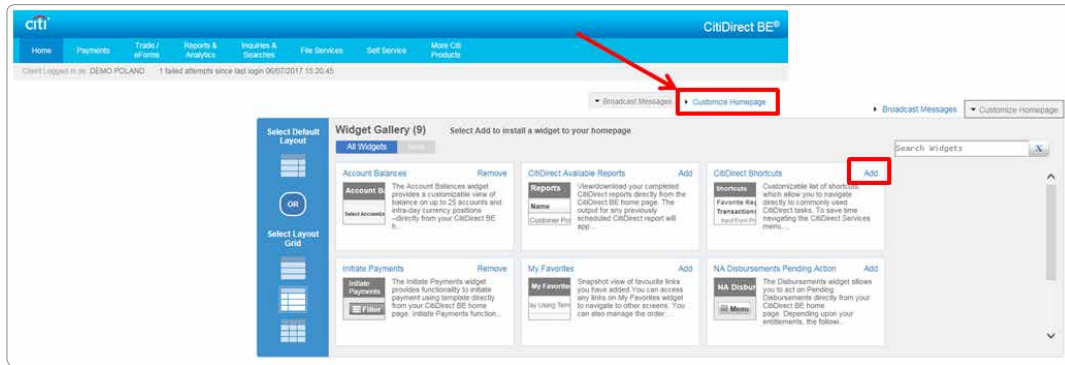 citi
CitiDirect BE®
Home Payments Trade / eForms Reports & Analytics Inquiries & Searches File Services Self Service More Citi Products
Client Logged in as: DEMO POLAND 1 failed attempts since last login 06/07/2017 15:20:45
Broadcast Messages Customize Homepage
Broadcast Messages Customize Homepage
Select Default Layout
OR
Select Layout Grid
Widget Gallery (9) Select Add to install a widget to your homepage
All Widgets
Search Widgets X
Account Balances Remove
Account B
Select Account(s)
The Account Balances widget
provides a customizable view of
balance on up to 25 accounts and
intra-day currency positions
--directly from your CitiDirect BE
h...
CitiDirect Available Reports Add
Reports
Name
Customer Po
View/download your completed
CitiDirect reports directly from the
CitiDirect BE home page. The
output for any previously
scheduled CitiDirect report will
app...
CitiDirect Shortcuts Add
Shortcuts
Favorite Rep
Transaction
Input From P
Customizable list of shortcuts,
which allow you to navigate
directly to commonly used
CitiDirect tasks. To save time
navigating the CitiDirect Services
menu,...
Initiate Payments Remove
Initiate
Payments
Filter
The Initiate Payments widget
provides functionality to initiate
payment using template directly
from your CitiDirect BE home
page. Initiate Payments function...
My Favorites Add
My Favorite
ay Using Tem
Snapshot view of favourite links
you have added.You can access
any links on My Favorites widget
to navigate to other screens. You
can also manage the order ...
NA Disbursements Pending Action Add
NA Disbur
Menu
The Disbursements widget allows
you to act on Pending
Disbursements directly from your
CitiDirect BE home
page. Depending upon your
entitlements, the followi...